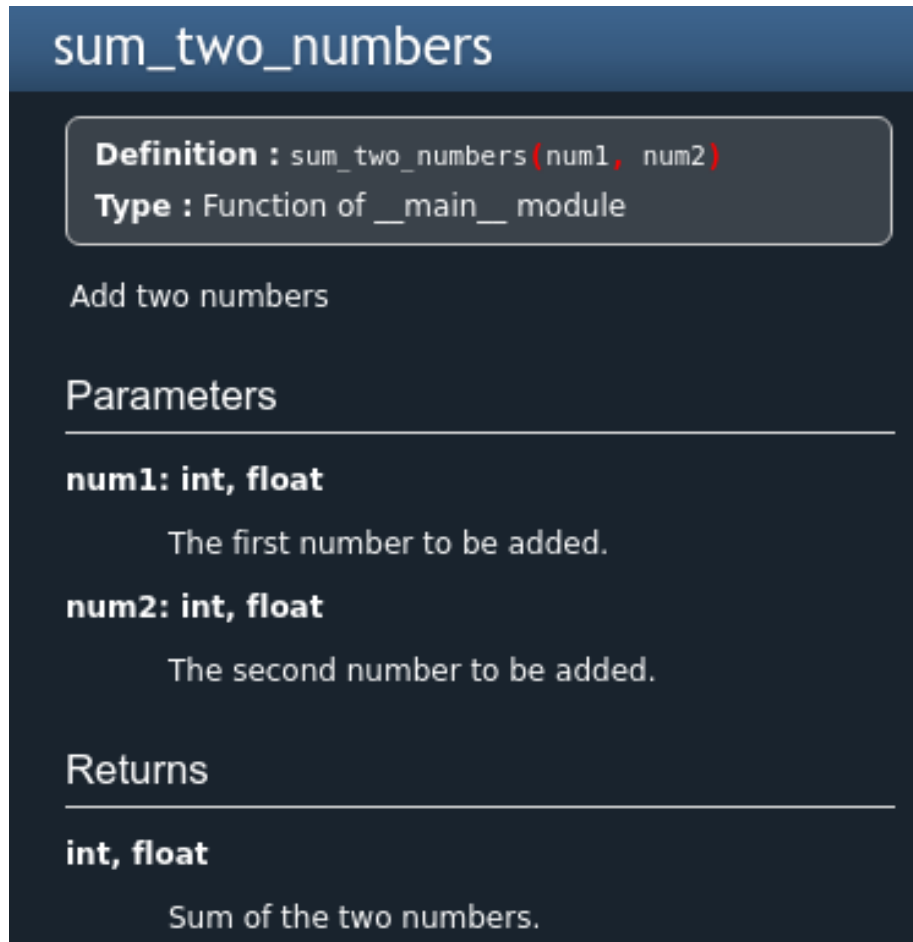 sum_two_numbers
Definition : sum_two_numbers(num1, num2)
Type : Function of __main__ module
Add two numbers
Parameters
num1: int, float
The first number to be added.
num2: int, float
The second number to be added.
Returns
int, float
Sum of the two numbers.